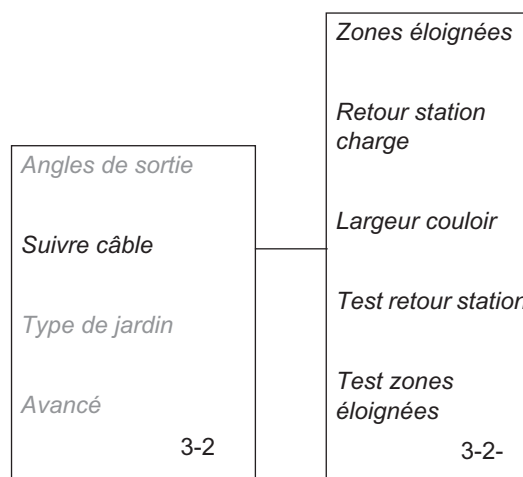 Angles de sortie
Suivre câble
Type de jardin
Avancé
3-2
Zones éloignées
Retour station
charge
Largeur couloir
Test retour station
Test zones
éloignées
3-2-